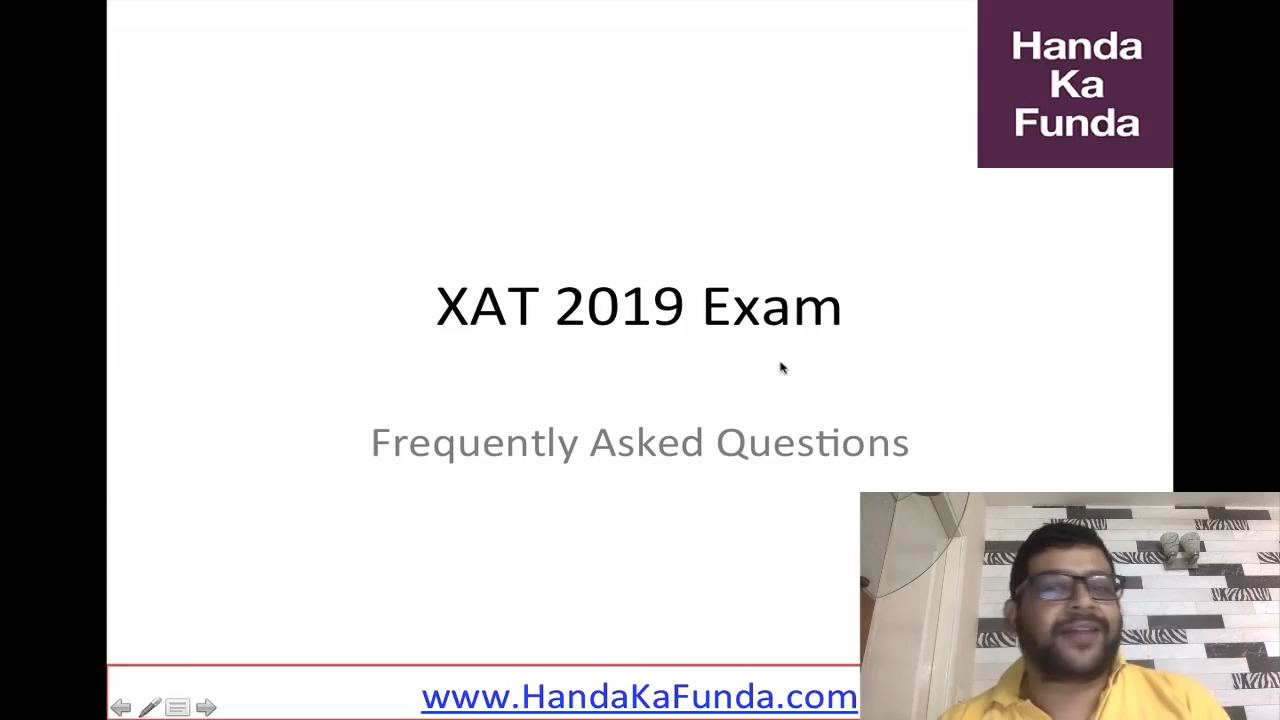 Handa
Ka
Funda
XAT 2019 Exam
Frequently Asked Questions
www.HandaKaFunda.com